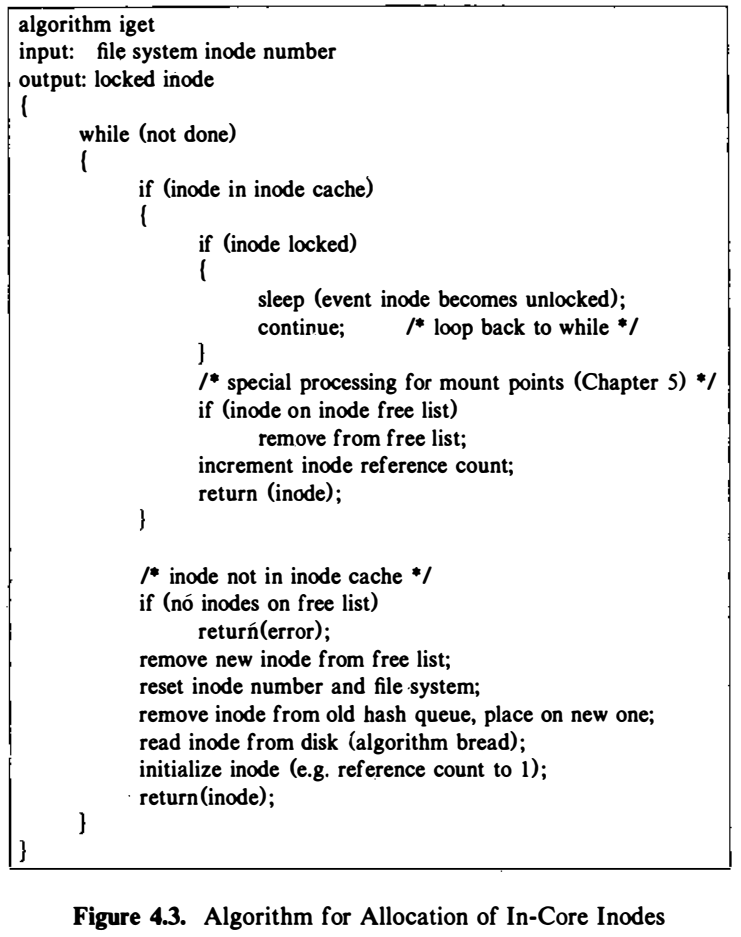 algorithm iget
input: file system inode number
output: locked inode
{
while (not done)
{
if (inode in inode cache)
{
if (inode locked)
{
sleep (event inode becomes unlocked);
continue; /* loop back to while */
}
/* special processing for mount points (Chapter 5) */
if (inode on inode free list)
remove from free list;
increment inode reference count;
return (inode);
}
/* inode not in inode cache */
if (no inodes on free list)
return(error);
remove new inode from free list;
reset inode number and file system;
remove inode from old hash queue, place on new one;
read inode from disk (algorithm bread);
initialize inode (e.g. reference count to 1);
return(inode);
}
}
Figure 4.3. Algorithm for Allocation of In-Core Inodes